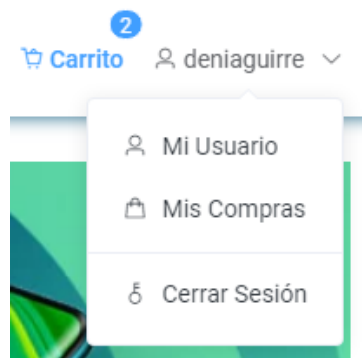 2
Carrito deniaguirre
Mi Usuario
Mis Compras
Cerrar Sesión